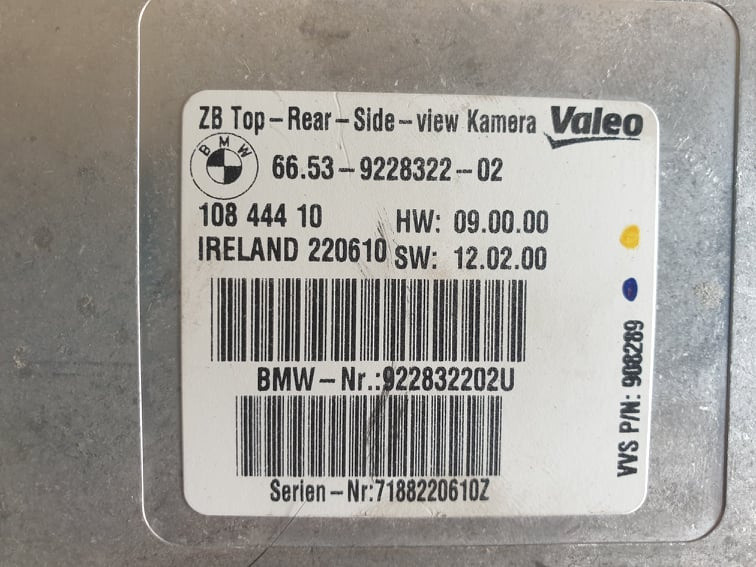 ZB Top-Rear-Side-view Kamera Valeo
BMW
66.53-9228322-02
108 444 10 HW: 09.00.00
IRELAND 220610 SW: 12.02.00
BMW-Nr.:922832202U
Serien-Nr:7188220610Z
VVS P/N: 908289